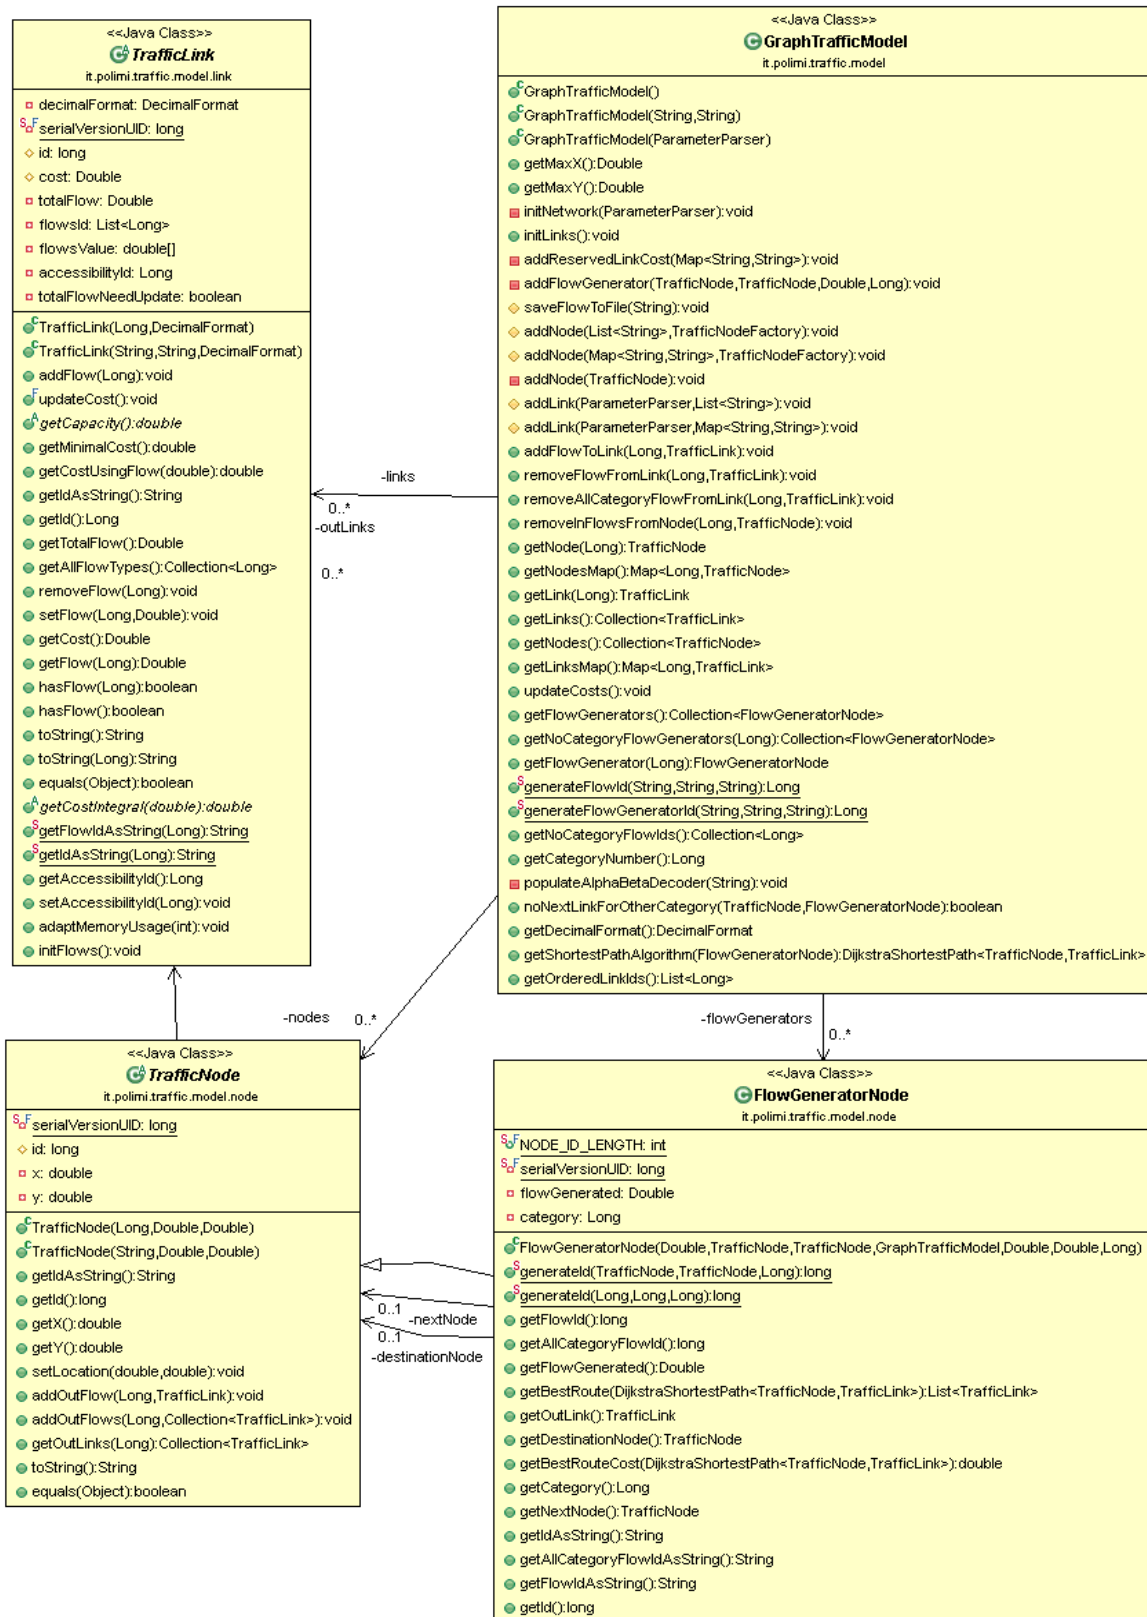 <<Java Class>>
TrafficLink
it.polimi.traffic.model.link
decimalFormat: DecimalFormat
serialVersionUID: long
id: long
cost: Double
totalFlow: Double
flowsId: List<Long>
flowsValue: double[]
accessibilityId: Long
totalFlowNeedUpdate: boolean
TrafficLink(Long,DecimalFormat)
TrafficLink(String,String,DecimalFormat)
addFlow(Long):void
updateCost():void
getCapacity():double
getMinimalCost():double
getCostUsingFlow(double):double
getIdAsString():String
getId():Long
getTotalFlow():Double
getAllFlowTypes():Collection<Long>
removeFlow(Long):void
setFlow(Long,Double):void
getCost():Double
getFlow(Long):Double
hasFlow(Long):boolean
hasFlow():boolean
toString():String
toString(Long):String
equals(Object):boolean
getCostIntegral(double):double
getFlowIdAsString(Long):String
getIdAsString(Long):String
getAccessibilityId():Long
setAccessibilityId(Long):void
adaptMemoryUsage(int):void
initFlows():void
<<Java Class>>
GraphTrafficModel
it.polimi.traffic.model
GraphTrafficModel()
GraphTrafficModel(String,String)
GraphTrafficModel(ParameterParser)
getMaxX():Double
getMaxY():Double
initNetwork(ParameterParser):void
initLinks():void
addReservedLinkCost(Map<String,String>):void
addFlowGenerator(TrafficNode,TrafficNode,Double,Long):void
saveFlowToFile(String):void
addNode(List<String>,TrafficNodeFactory):void
addNode(Map<String,String>,TrafficNodeFactory):void
addNode(TrafficNode):void
addLink(ParameterParser,List<String>):void
addLink(ParameterParser,Map<String,String>):void
addFlowToLink(Long,TrafficLink):void
removeFlowFromLink(Long,TrafficLink):void
removeAllCategoryFlowFromLink(Long,TrafficLink):void
removeInFlowsFromNode(Long,TrafficNode):void
getNode(Long):TrafficNode
getNodesMap():Map<Long,TrafficNode>
getLink(Long):TrafficLink
getLinks():Collection<TrafficLink>
getNodes():Collection<TrafficNode>
getLinksMap():Map<Long,TrafficLink>
updateCosts():void
getFlowGenerators():Collection<FlowGeneratorNode>
getNoCategoryFlowGenerators(Long):Collection<FlowGeneratorNode>
getFlowGenerator(Long):FlowGeneratorNode
generateFlowId(String,String,String):Long
generateFlowGeneratorId(String,String,String):Long
getNoCategoryFlowIds():Collection<Long>
getCategoryNumber():Long
populateAlphaBetaDecoder(String):void
noNextLinkForOtherCategory(TrafficNode,FlowGeneratorNode):boolean
getDecimalFormat():DecimalFormat
getShortestPathAlgorithm(FlowGeneratorNode):DijkstraShortestPath<TrafficNode,TrafficLink>
getOrderedLinkIds():List<Long>
-links
0..*
-outLinks
0..*
-nodes
0..*
-flowGenerators
0..*
<<Java Class>>
TrafficNode
it.polimi.traffic.model.node
serialVersionUID: long
id: long
x: double
y: double
TrafficNode(Long,Double,Double)
TrafficNode(String,Double,Double)
getIdAsString():String
getId():long
getX():double
getY():double
setLocation(double,double):void
addOutFlow(Long,TrafficLink):void
addOutFlows(Long,Collection<TrafficLink>):void
getOutLinks(Long):Collection<TrafficLink>
toString():String
equals(Object):boolean
0..1
-nextNode
0..1
-destinationNode
<<Java Class>>
FlowGeneratorNode
it.polimi.traffic.model.node
NODE_ID_LENGTH: int
serialVersionUID: long
flowGenerated: Double
category: Long
FlowGeneratorNode(Double,TrafficNode,TrafficNode,GraphTrafficModel,Double,Double,Long)
generateId(TrafficNode,TrafficNode,Long):long
generateId(Long,Long,Long):long
getFlowId():long
getAllCategoryFlowId():long
getFlowGenerated():Double
getBestRoute(DijkstraShortestPath<TrafficNode,TrafficLink>):List<TrafficLink>
getOutLink():TrafficLink
getDestinationNode():TrafficNode
getBestRouteCost(DijkstraShortestPath<TrafficNode,TrafficLink>):double
getCategory():Long
getNextNode():TrafficNode
getIdAsString():String
getAllCategoryFlowIdAsString():String
getFlowIdAsString():String
getId():long